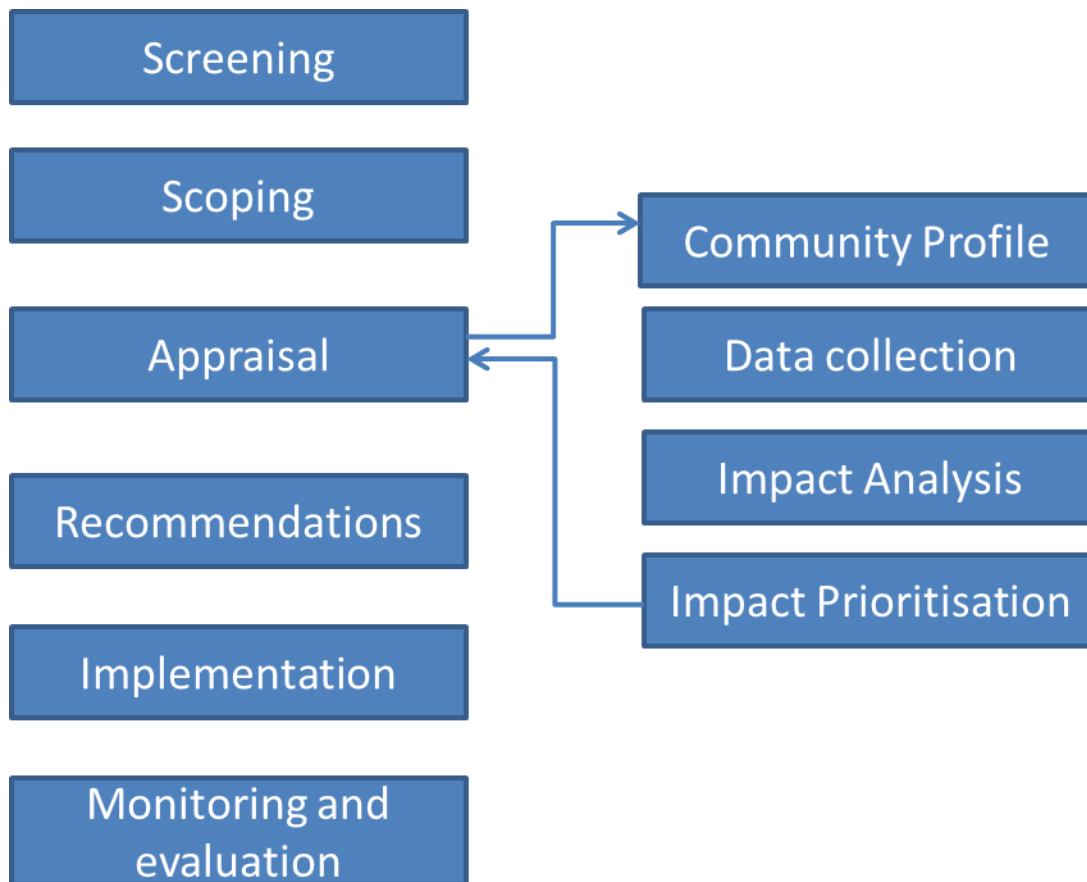 Screening
Scoping
Appraisal
Recommendations
Implementation
Monitoring and
evaluation
Community Profile
Data collection
Impact Analysis
Impact Prioritisation